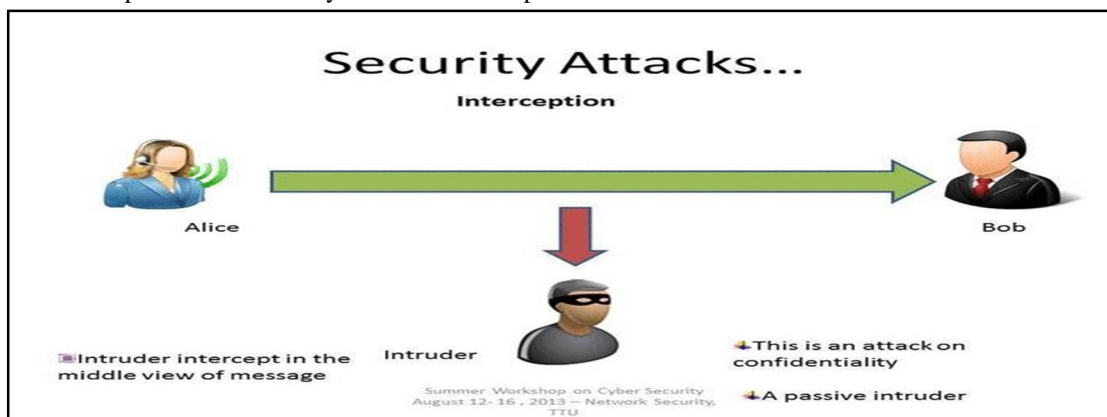 Security Attacks...
Interception
Alice
Bob
Intruder intercept in the
middle view of message
Intruder
This is an attack on
confidentiality
A passive intruder
Summer Workshop on Cyber Security
August 12- 16 , 2013 – Network Security,
TTU